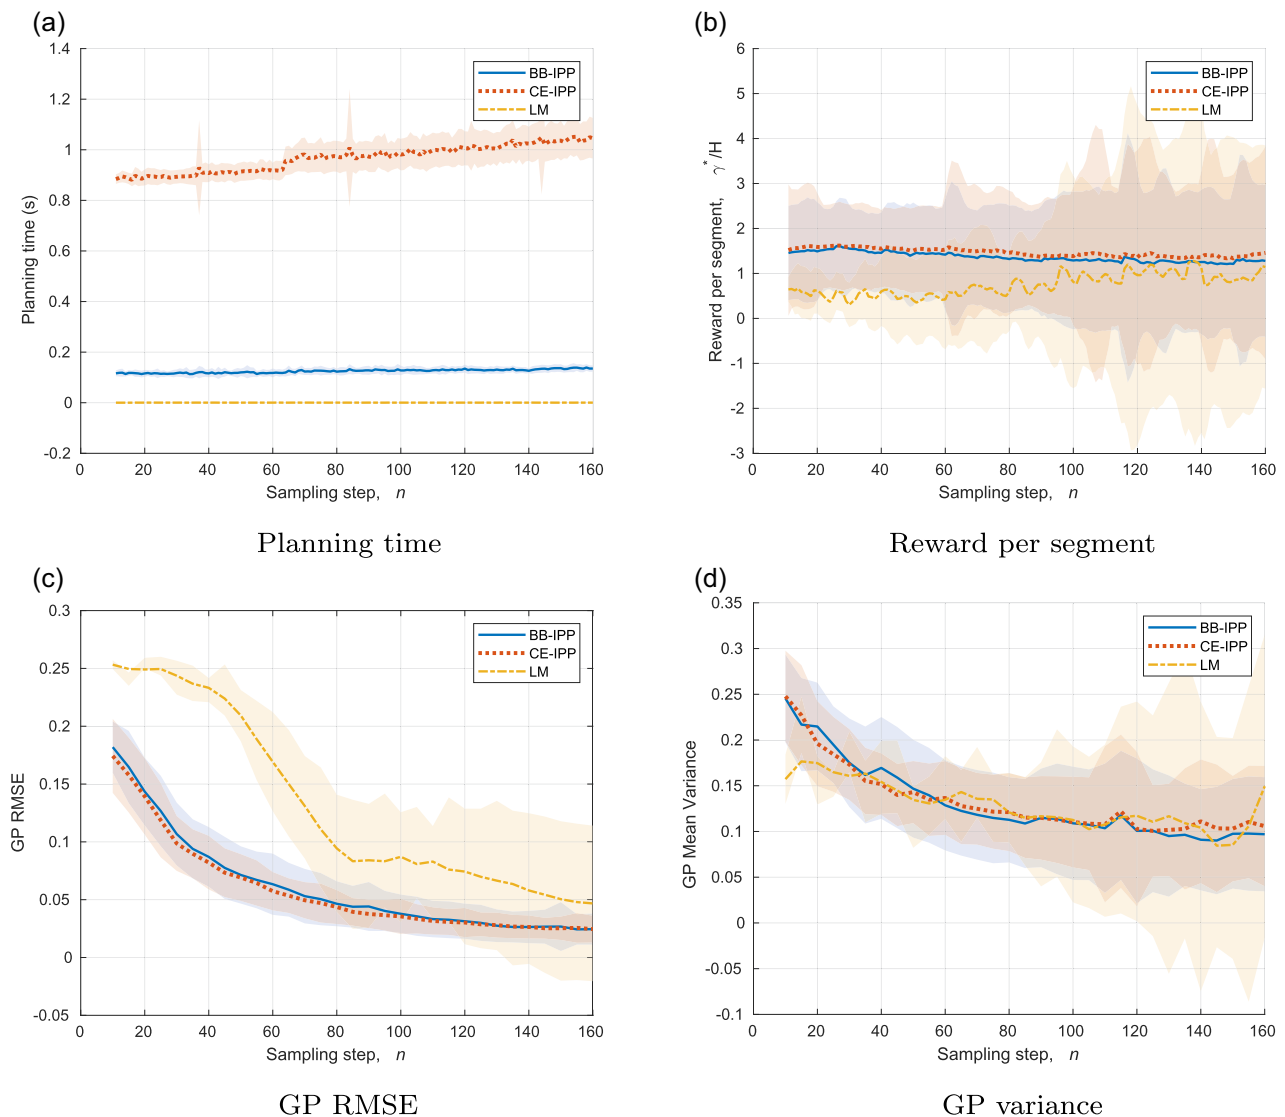 (a)
1.4
1.2
1
0.8
0.6
0.4
0.2
0
-0.2
Planning time (s)
BB-IPP
CE-IPP
LM
0 20 40 60 80 100 120 140 160
Sampling step, n
Planning time
(b)
6
5
4
3
2
1
0
-1
-2
-3
Reward per segment, γ*/H
BB-IPP
CE-IPP
LM
0 20 40 60 80 100 120 140 160
Sampling step, n
Reward per segment
(c)
0.3
0.25
0.2
0.15
0.1
0.05
0
-0.05
GP RMSE
BB-IPP
CE-IPP
LM
0 20 40 60 80 100 120 140 160
Sampling step, n
GP RMSE
(d)
0.35
0.3
0.25
0.2
0.15
0.1
0.05
0
-0.05
-0.1
GP Mean Variance
BB-IPP
CE-IPP
LM
0 20 40 60 80 100 120 140 160
Sampling step, n
GP variance